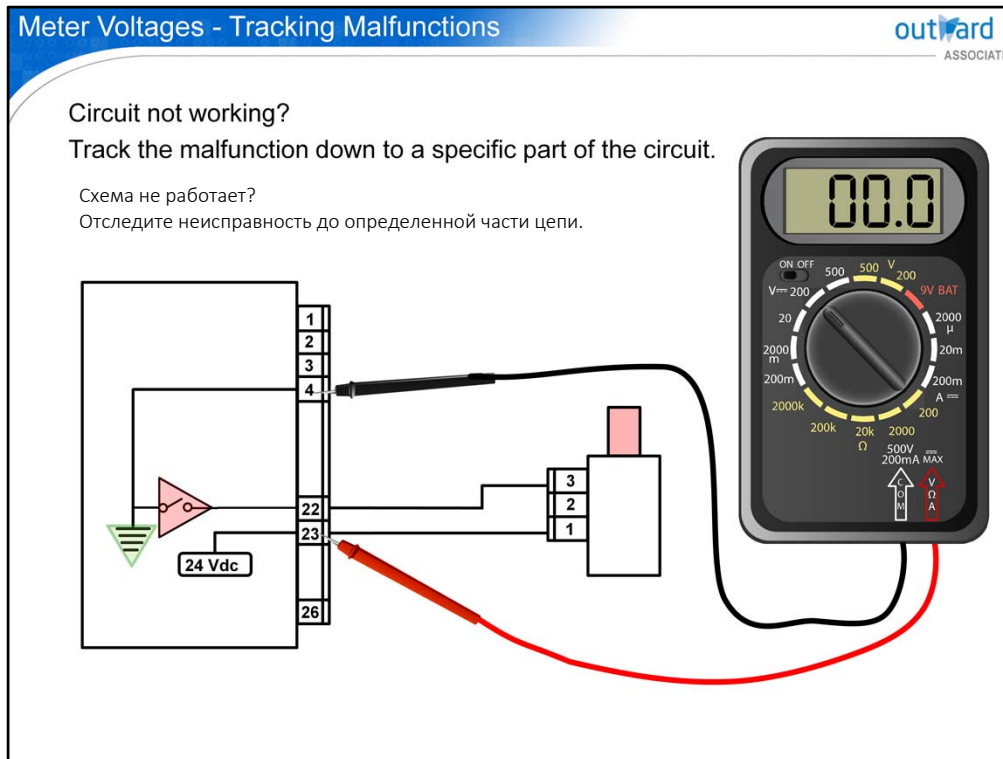 Meter Voltages - Tracking Malfunctions
ASSOCIAT
Circuit not working?
Track the malfunction down to a specific part of the circuit.
Схема не работает?
Отследите неисправность до определенной части цепи.
00.0
ON OFF
500
500
V
200
9V BAT
V 200
20
2000
m
200m
2000k
200k
20k
Ω
2000
200
A
200m
20m
2000
µ
500V
200mA
MAX
COM
VΩA
1
2
3
4
22
23
26
24 Vdc
3
2
1